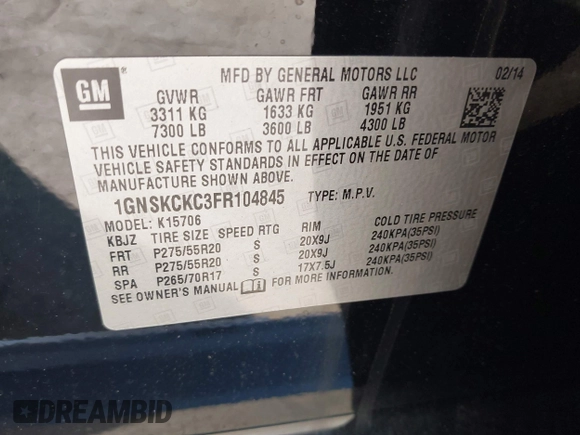 GM
MFD BY GENERAL MOTORS LLC 02/14
GVWR GAWR FRT GAWR RR
3311 KG 1633 KG 1951 KG
7300 LB 3600 LB 4300 LB
THIS VEHICLE CONFORMS TO ALL APPLICABLE U.S. FEDERAL MOTOR
VEHICLE SAFETY STANDARDS IN EFFECT ON THE DATE OF
MANUFACTURE SHOWN ABOVE.
1GNSKCKC3FR104845 TYPE: M.P.V.
MODEL: K15706
KBJZ TIRE SIZE SPEED RTG RIM COLD TIRE PRESSURE
FRT P275/55R20 S 20X9J 240KPA(35PSI)
RR P275/55R20 S 20X9J 240KPA(35PSI)
SPA P265/70R17 S 17X7.5J 240KPA(35PSI)
SEE OWNER'S MANUAL FOR MORE INFORMATION.
DREAMBID